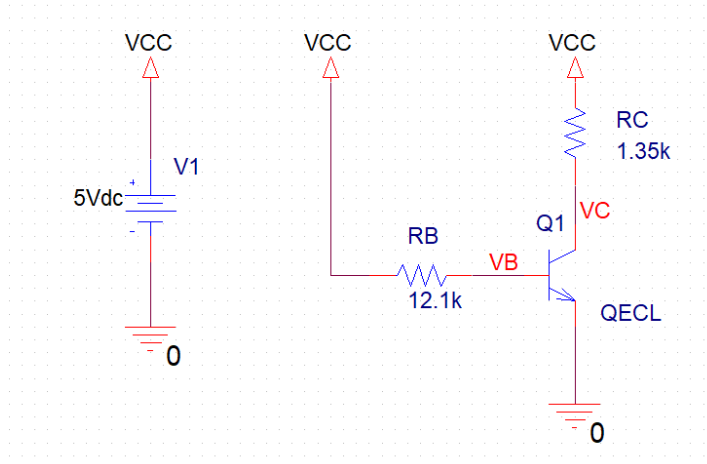 VCC
VCC
VCC
RC
1.35k
V1
+
5Vdc
-
VC
Q1
RB
VB
12.1k
QECL
0
0